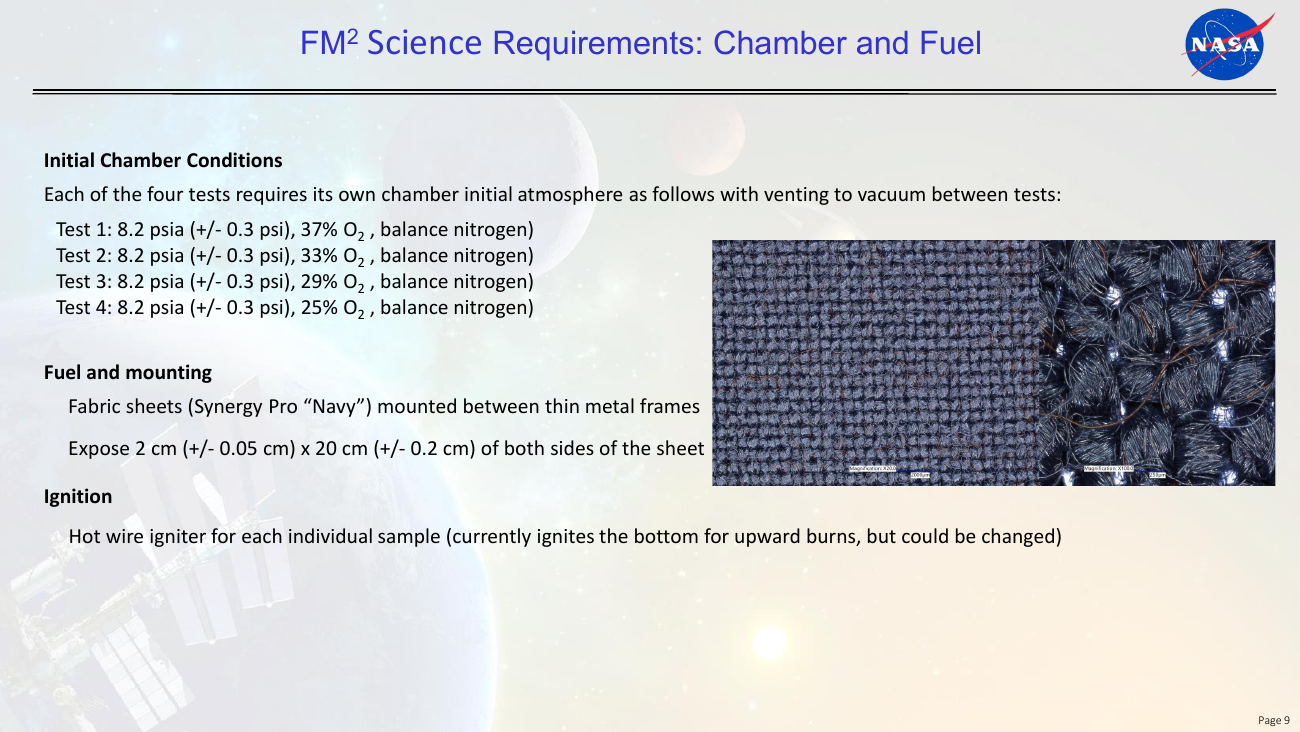 FM² Science Requirements: Chamber and Fuel
NASA
Initial Chamber Conditions
Each of the four tests requires its own chamber initial atmosphere as follows with venting to vacuum between tests:
Test 1: 8.2 psia (+/- 0.3 psi), 37% O₂ , balance nitrogen)
Test 2: 8.2 psia (+/- 0.3 psi), 33% O₂ , balance nitrogen)
Test 3: 8.2 psia (+/- 0.3 psi), 29% O₂ , balance nitrogen)
Test 4: 8.2 psia (+/- 0.3 psi), 25% O₂ , balance nitrogen)
Fuel and mounting
Fabric sheets (Synergy Pro “Navy”) mounted between thin metal frames
Expose 2 cm (+/- 0.05 cm) x 20 cm (+/- 0.2 cm) of both sides of the sheet
Magnification: X20.0
Magnification: X100.0
Ignition
Hot wire igniter for each individual sample (currently ignites the bottom for upward burns, but could be changed)
Page 9